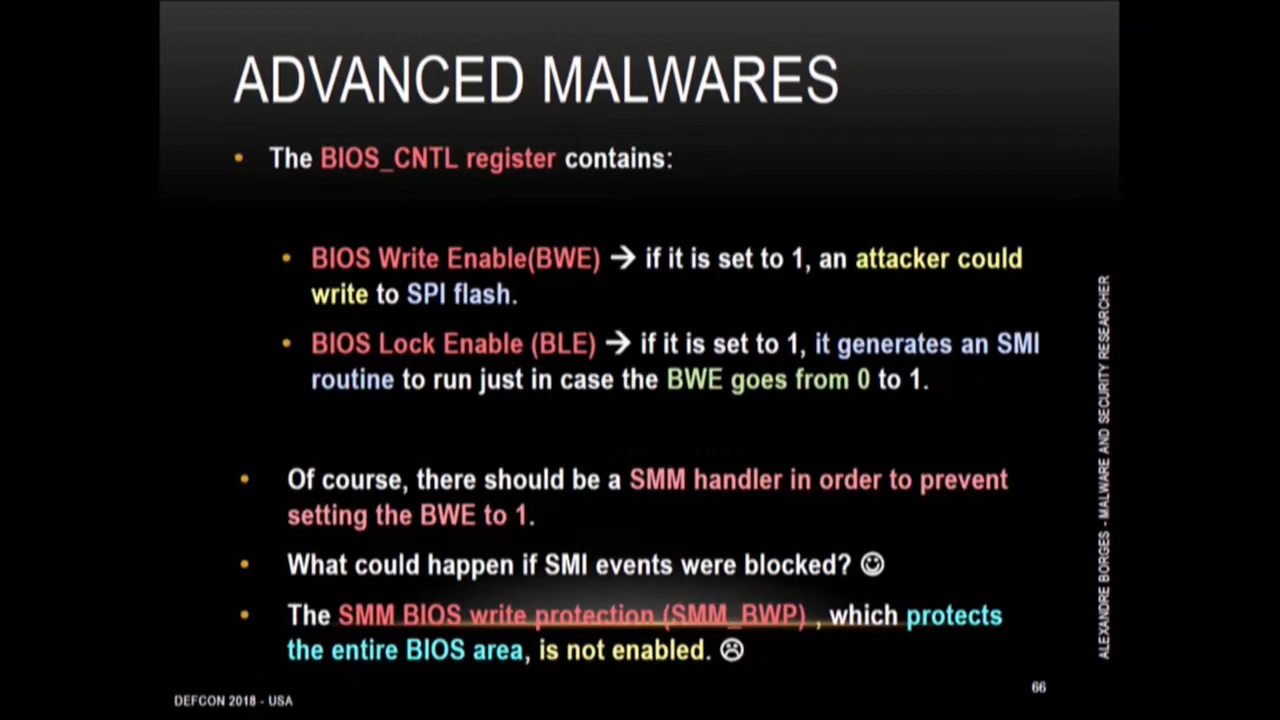 ADVANCED MALWARES
• The BIOS_CNTL register contains:
• BIOS Write Enable(BWE) → if it is set to 1, an attacker could
write to SPI flash.
• BIOS Lock Enable (BLE) → if it is set to 1, it generates an SMI
routine to run just in case the BWE goes from 0 to 1.
• Of course, there should be a SMM handler in order to prevent
setting the BWE to 1.
• What could happen if SMI events were blocked? ☺
• The SMM BIOS write protection (SMM_BWP) , which protects
the entire BIOS area, is not enabled. ☹
ALEXANDRE BORGES - MALWARE AND SECURITY RESEARCHER
DEFCON 2018 - USA
66